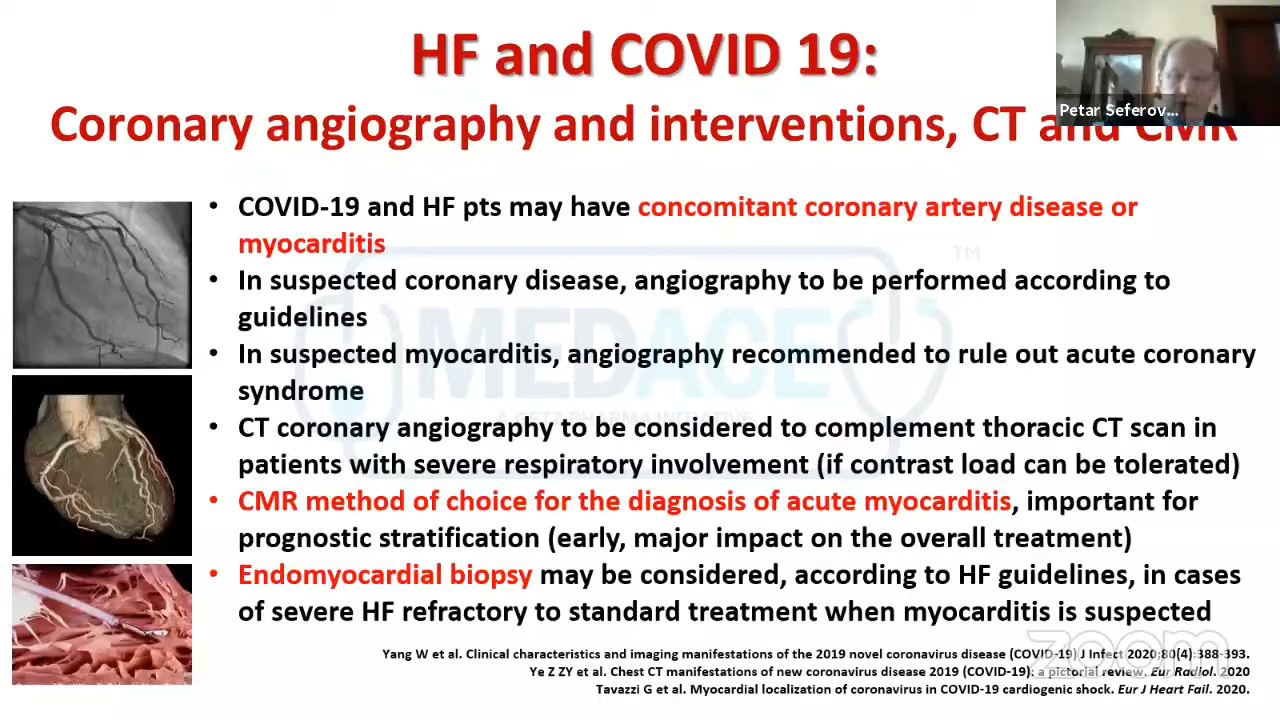 HF and COVID 19:
Coronary angiography and interventions, CT and CMR
Petar Seferov...
• COVID-19 and HF pts may have concomitant coronary artery disease or
myocarditis
• In suspected coronary disease, angiography to be performed according to
guidelines
• In suspected myocarditis, angiography recommended to rule out acute coronary
syndrome
• CT coronary angiography to be considered to complement thoracic CT scan in
patients with severe respiratory involvement (if contrast load can be tolerated)
• CMR method of choice for the diagnosis of acute myocarditis, important for
prognostic stratification (early, major impact on the overall treatment)
• Endomyocardial biopsy may be considered, according to HF guidelines, in cases
of severe HF refractory to standard treatment when myocarditis is suspected
MEDACE
TM
A GETZ PHARMA INITIATIVE
Yang W et al. Clinical characteristics and imaging manifestations of the 2019 novel coronavirus disease (COVID-19) J Infect 2020;80(4):388-393.
Ye Z ZY et al. Chest CT manifestations of new coronavirus disease 2019 (COVID-19): a pictorial review. Eur Radiol. 2020
Tavazzi G et al. Myocardial localization of coronavirus in COVID-19 cardiogenic shock. Eur J Heart Fail. 2020.
zoom